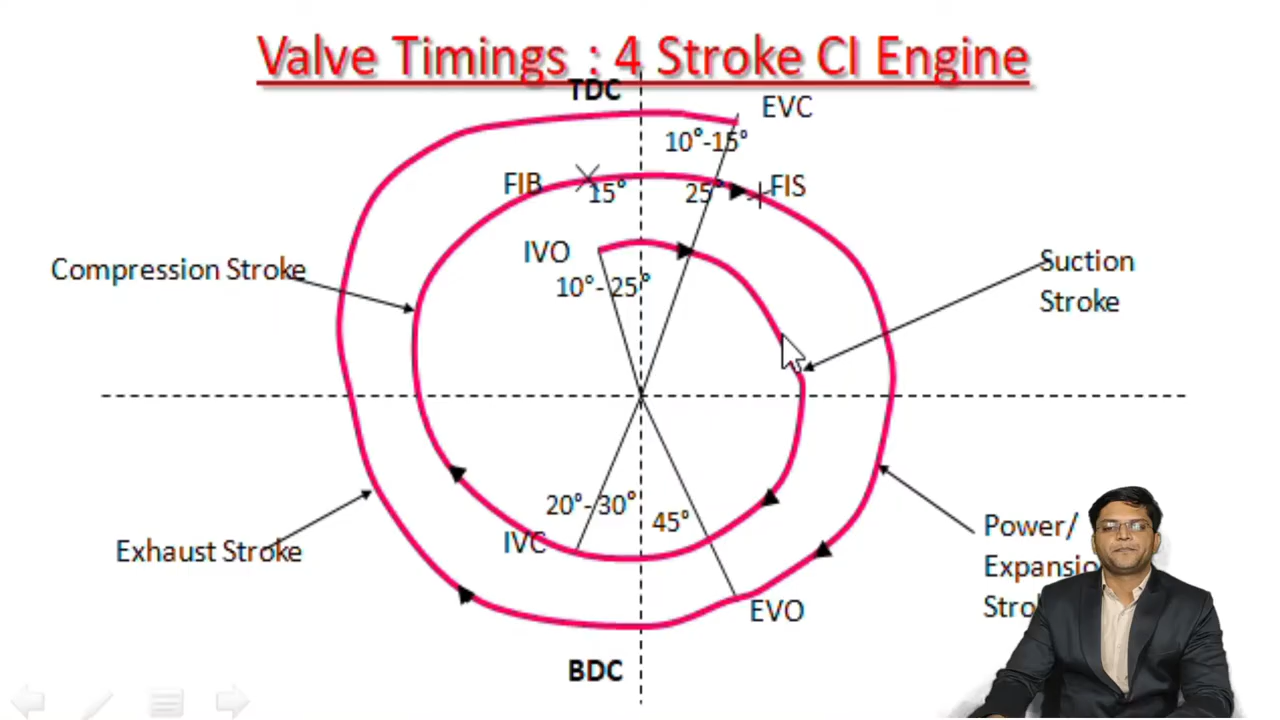 Valve Timings : 4 Stroke CI Engine
TDC
EVC
10°-15°
FIB
15°
25°
FIS
IVO
10°- 25°
Compression Stroke
Suction
Stroke
20°- 30°
45°
IVC
Exhaust Stroke
EVO
Power/
BDC